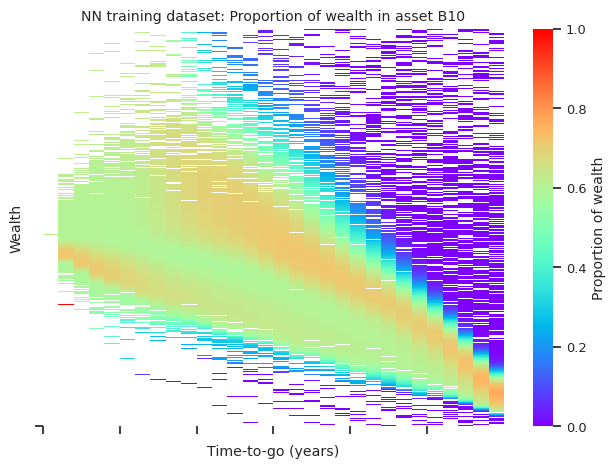 NN training dataset: Proportion of wealth in asset B10
Wealth
Time-to-go (years)
1.0
0.8
0.6
0.4
0.2
0.0
Proportion of wealth